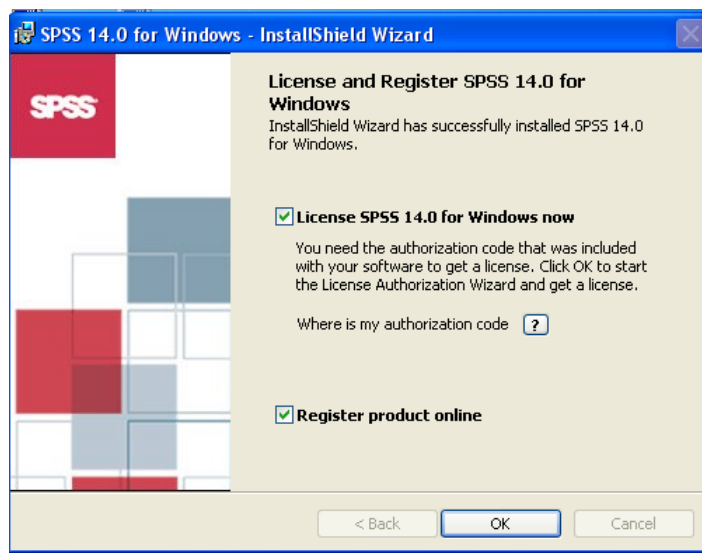 SPSS 14.0 for Windows - InstallShield Wizard
SPSS
License and Register SPSS 14.0 for
Windows
InstallShield Wizard has successfully installed SPSS 14.0
for Windows.
License SPSS 14.0 for Windows now
You need the authorization code that was included
with your software to get a license. Click OK to start
the License Authorization Wizard and get a license.
Where is my authorization code ?
Register product online
< Back OK Cancel